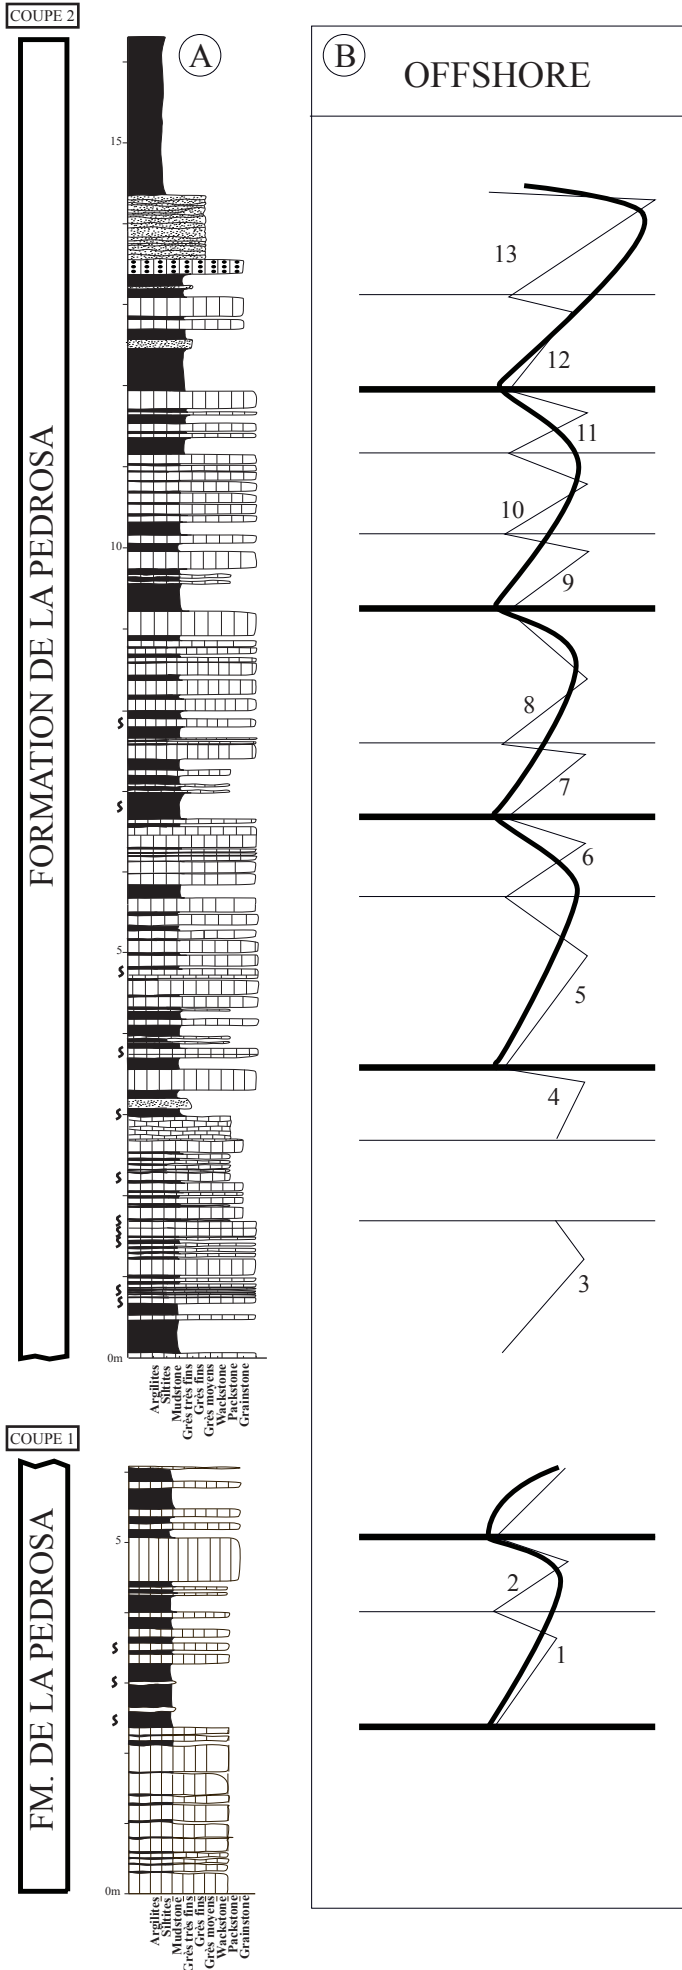 COUPE 2
A
B
OFFSHORE
FORMATION DE LA PEDROSA
15
10
5
0m
13
12
11
10
9
8
7
6
5
4
3
Argilites
Siltites
Mudstone
Grès très fins
Grès fins
Grès moyens
Wackstone
Packstone
Grainstone
COUPE 1
FM. DE LA PEDROSA
5
0m
2
1
Argilites
Siltites
Mudstone
Grès très fins
Grès fins
Grès moyens
Wackstone
Packstone
Grainstone